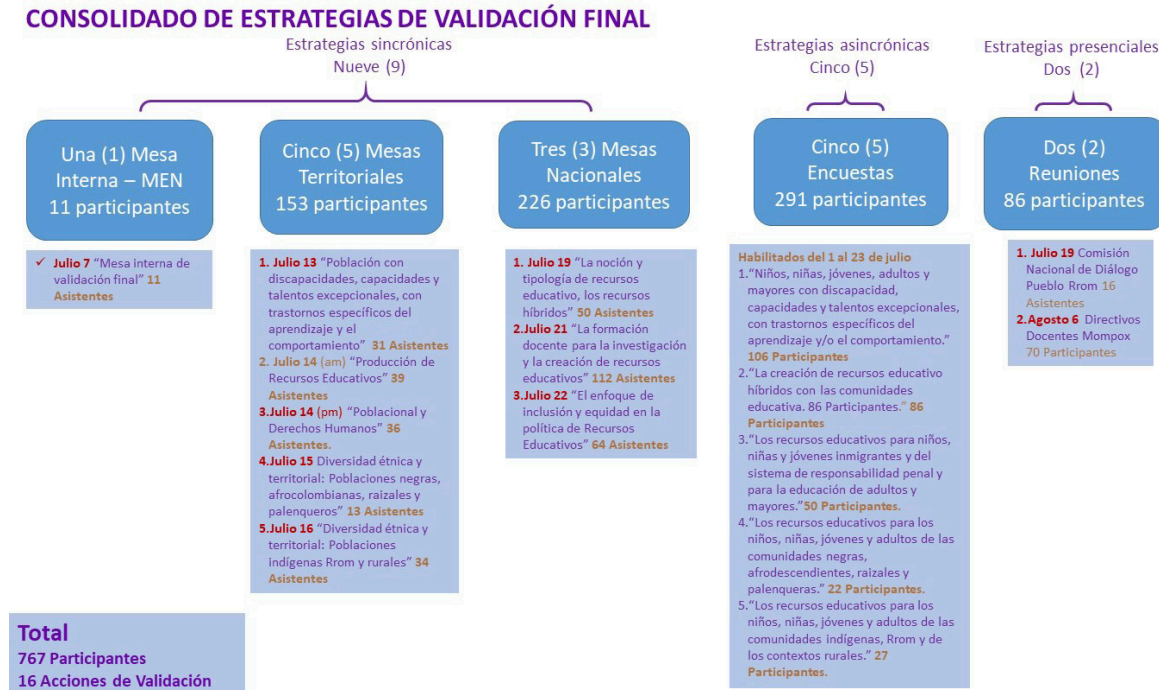 CONSOLIDADO DE ESTRATEGIAS DE VALIDACIÓN FINAL
Estrategias sincrónicas
Nueve (9)
Estrategias asincrónicas
Cinco (5)
Estrategias presenciales
Dos (2)
Una (1) Mesa
Interna – MEN
11 participantes
Cinco (5) Mesas
Territoriales
153 participantes
Tres (3) Mesas
Nacionales
226 participantes
Cinco (5)
Encuestas
291 participantes
Dos (2)
Reuniones
86 participantes
✓ Julio 7 “Mesa interna de
validación final” 11
Asistentes
1. Julio 13 “Población con
discapacidades, capacidades y
talentos excepcionales, con
trastornos específicos del
aprendizaje y el
comportamiento” 31 Asistentes
2. Julio 14 (am) “Producción de
Recursos Educativos” 39
Asistentes
3.Julio 14 (pm) “Poblacional y
Derechos Humanos” 36
Asistentes.
4.Julio 15 Diversidad étnica y
territorial: Poblaciones negras,
afrocolombianas, raizales y
palenqueros” 13 Asistentes
5.Julio 16 “Diversidad étnica y
territorial: Poblaciones
indígenas Rrom y rurales” 34
Asistentes
1. Julio 19 “La noción y
tipología de recursos
educativo, los recursos
híbridos” 50 Asistentes
2.Julio 21 “La formación
docente para la investigación
y la creación de recursos
educativos” 112 Asistentes
3.Julio 22 “El enfoque de
inclusión y equidad en la
política de Recursos
Educativos” 64 Asistentes
Habilitados del 1 al 23 de julio
1.“Niños, niñas, jóvenes, adultos y
mayores con discapacidad,
capacidades y talentos excepcionales,
con trastornos específicos del
aprendizaje y/o el comportamiento.”
106 Participantes
2.“La creación de recursos educativo
híbridos con las comunidades
educativa. 86 Participantes.” 86
Participantes
3.“Los recursos educativos para niños,
niñas y jóvenes inmigrantes y del
sistema de responsabilidad penal y
para la educación de adultos y
mayores.”50 Participantes.
4.“Los recursos educativos para los
niños, niñas, jóvenes y adultos de las
comunidades negras,
afrodescendientes, raizales y
palenqueras.” 22 Participantes.
5.“Los recursos educativos para los
niños, niñas, jóvenes y adultos de las
comunidades indígenas, Rrom y de
los contextos rurales.” 27
Participantes.
1. Julio 19 Comisión
Nacional de Diálogo
Pueblo Rrom 16
Asistentes
2.Agosto 6 Directivos
Docentes Mompox
70 Participantes
Total
767 Participantes
16 Acciones de Validación